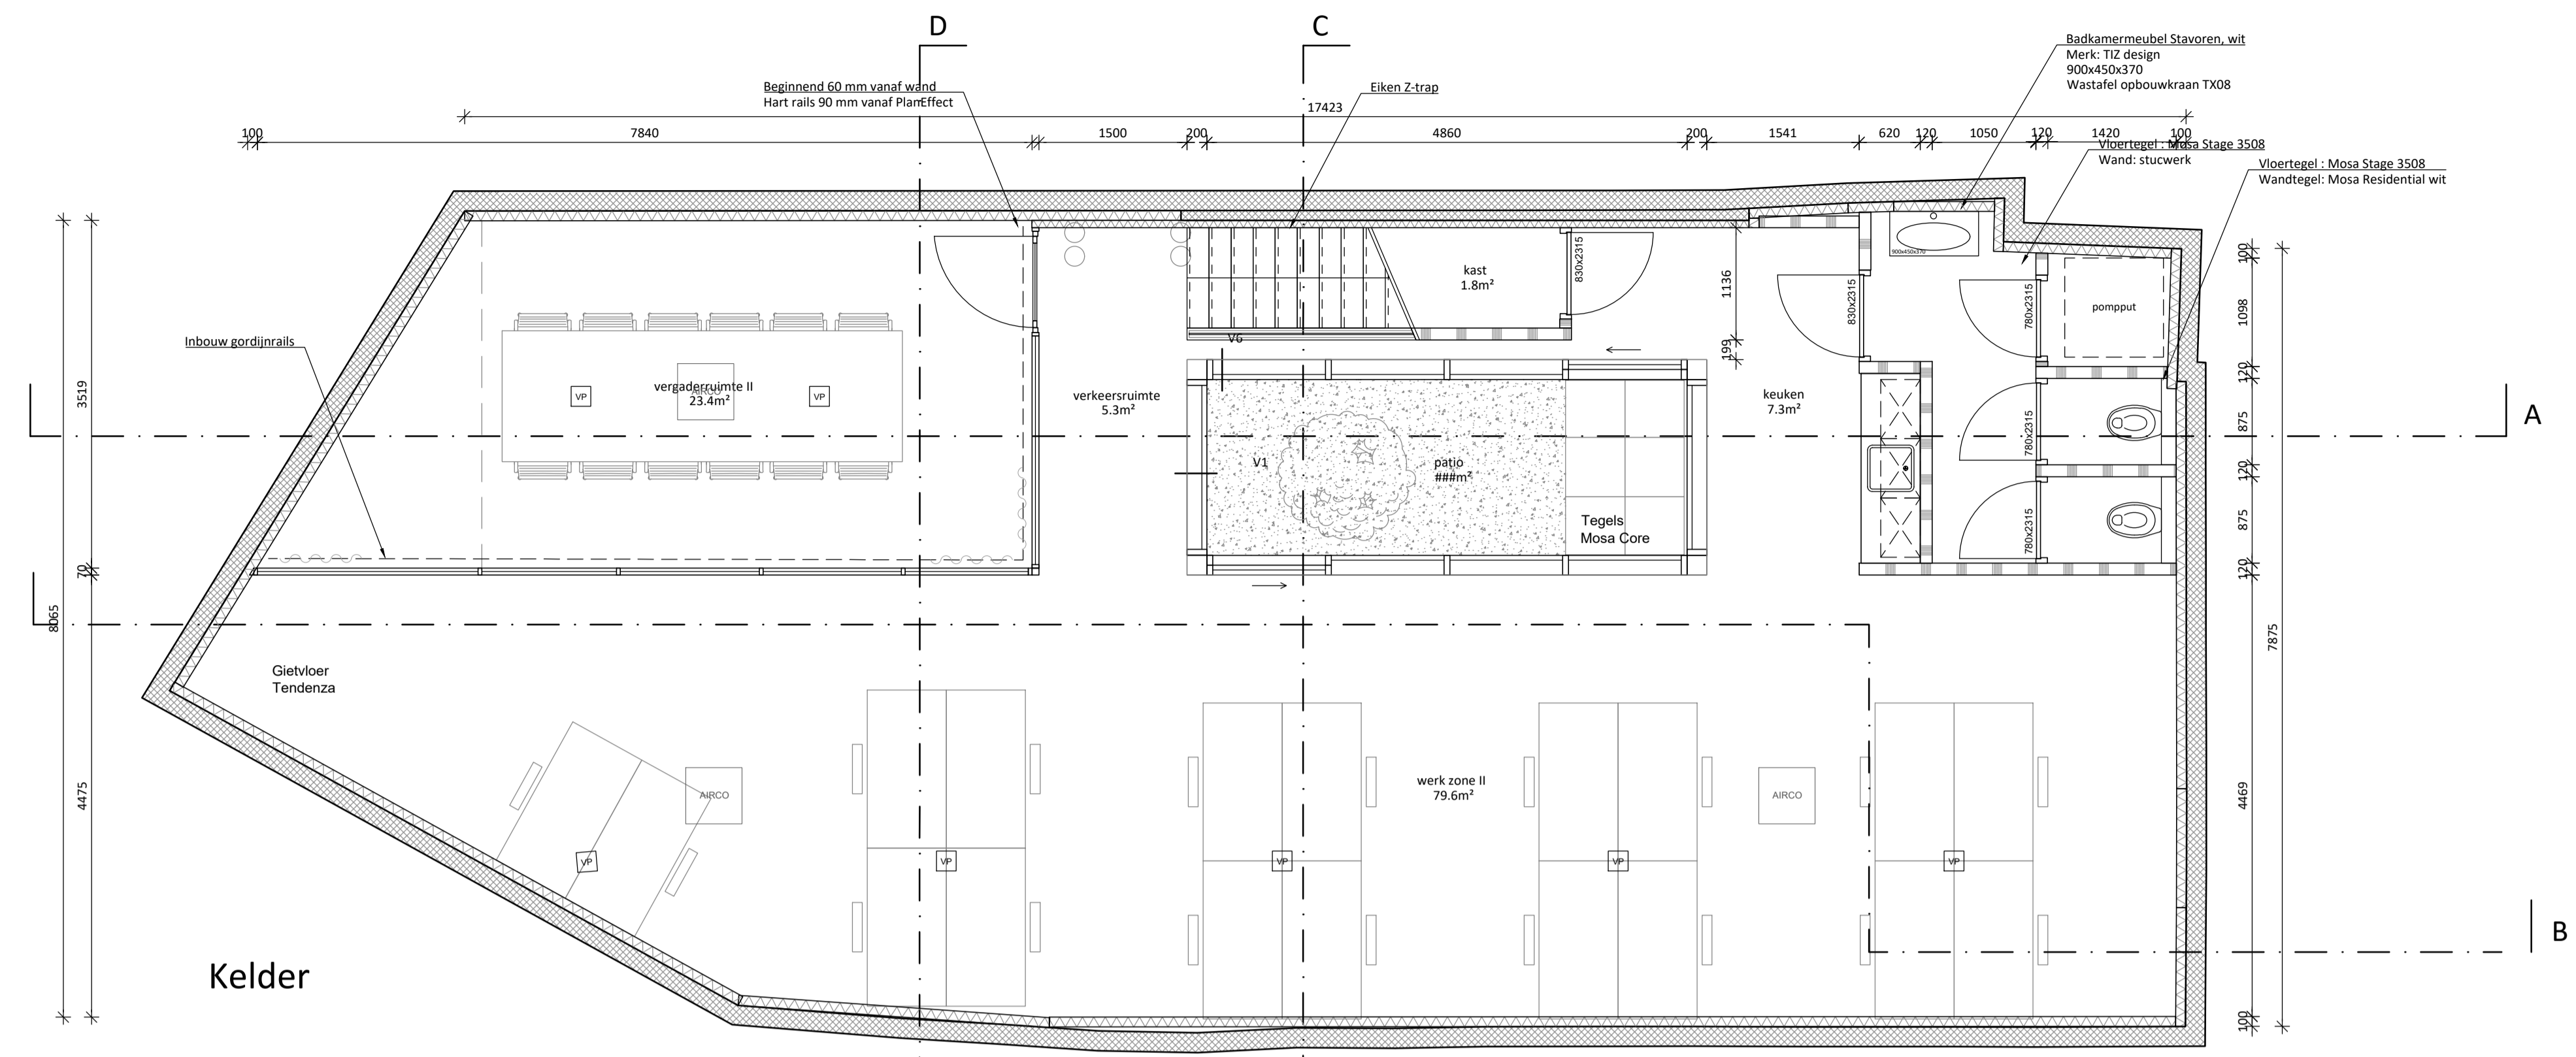 D
C
Badkamermeubel Stavoren, wit
Merk: TIZ design
900x450x370
Wastafel opbouwkraan TX08
Beginnend 60 mm vanaf wand
Hart rails 90 mm vanaf PlanEffect
Eiken Z-trap
17423
100
7840
1500
200
4860
200
1541
620
120
1050
120
1420
100
Vloertegel : Mosa Stage 3508
Wand: stucwerk
Vloertegel : Mosa Stage 3508
Wandtegel: Mosa Residential wit
900x450x370
kast
1.8m²
830x2315
1136
830x2315
780x2315
pompput
100
1098
Inbouw gordijnrails
V6
199
3519
vergaderruimte II
23.4m²
AIRCO
VP
VP
verkeersruimte
5.3m²
keuken
7.3m²
120
875
A
780x2315
V1
patio
###m²
120
Tegels
Mosa Core
780x2315
875
70
120
8065
7875
Gietvloer
Tendenza
4475
AIRCO
werk zone II
79.6m²
AIRCO
4469
VP
VP
VP
VP
VP
B
Kelder
100